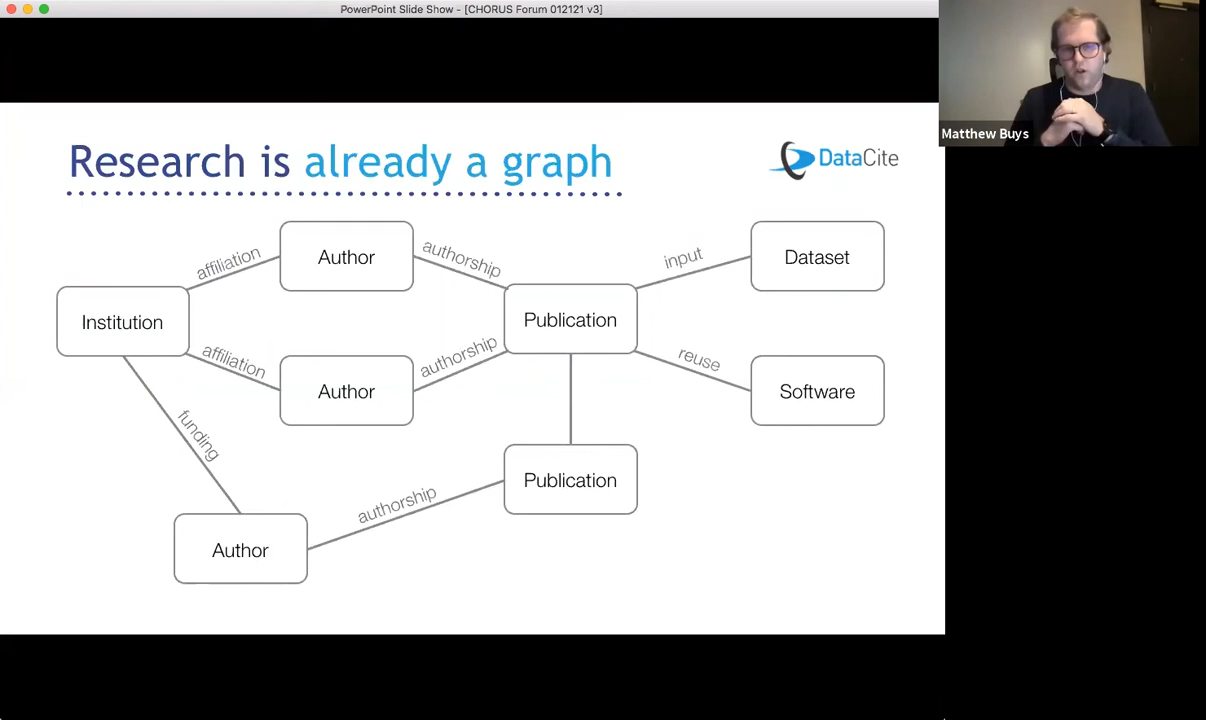 PowerPoint Slide Show - [CHORUS Forum 012121 v3]
Matthew Buys
Research is already a graph
DataCite
affiliation
Author
authorship
input
Dataset
Institution
Publication
affiliation
Author
authorship
reuse
Software
funding
Publication
authorship
Author